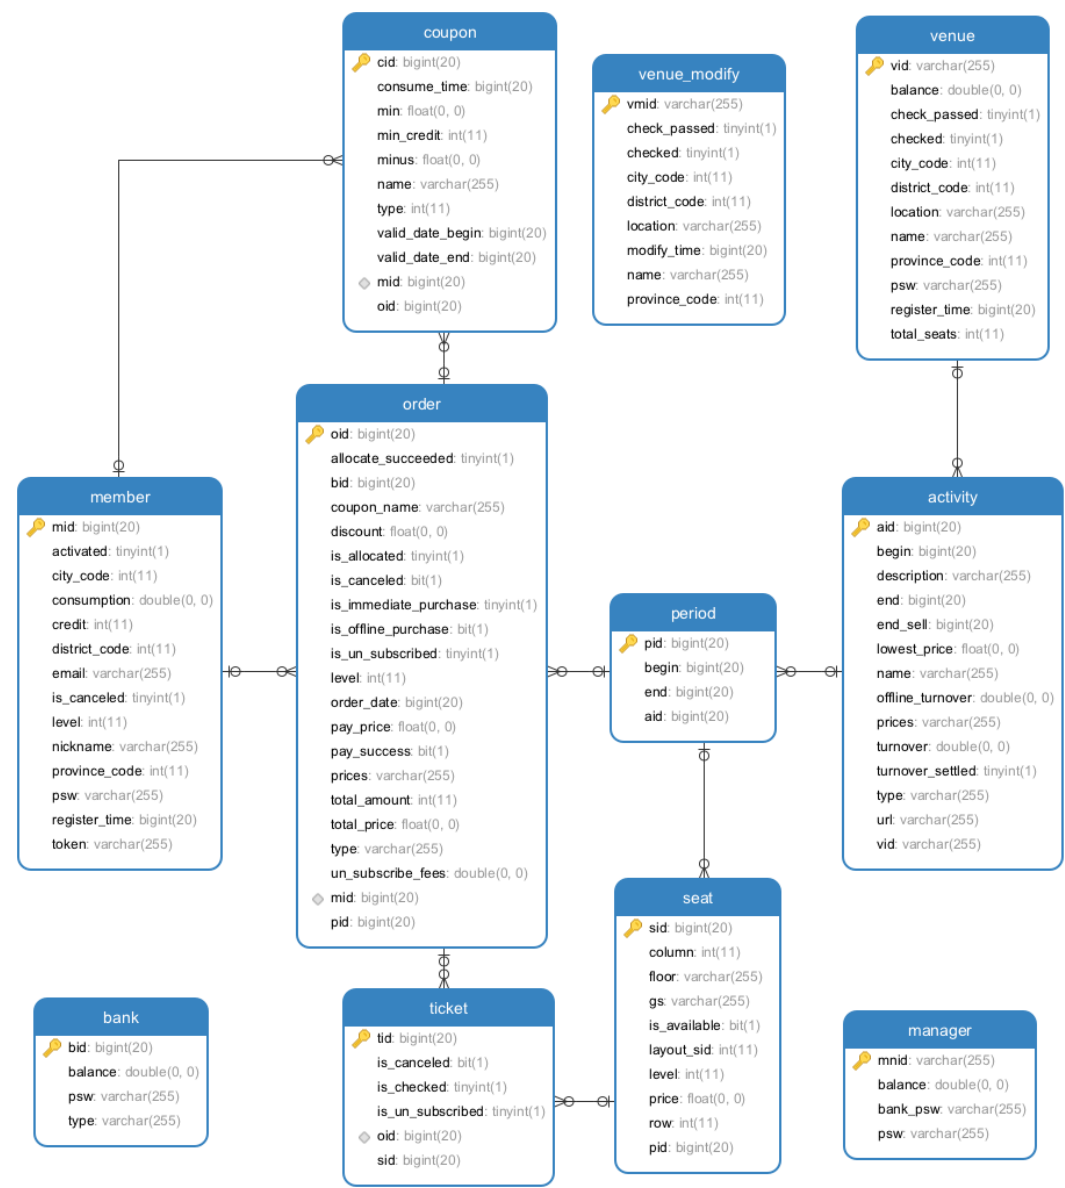 coupon
cid: bigint(20)
consume_time: bigint(20)
min: float(0, 0)
min_credit: int(11)
minus: float(0, 0)
name: varchar(255)
type: int(11)
valid_date_begin: bigint(20)
valid_date_end: bigint(20)
mid: bigint(20)
oid: bigint(20)
venue_modify
vmid: varchar(255)
check_passed: tinyint(1)
checked: tinyint(1)
city_code: int(11)
district_code: int(11)
location: varchar(255)
modify_time: bigint(20)
name: varchar(255)
province_code: int(11)
venue
vid: varchar(255)
balance: double(0, 0)
check_passed: tinyint(1)
checked: tinyint(1)
city_code: int(11)
district_code: int(11)
location: varchar(255)
name: varchar(255)
province_code: int(11)
psw: varchar(255)
register_time: bigint(20)
total_seats: int(11)
member
mid: bigint(20)
activated: tinyint(1)
city_code: int(11)
consumption: double(0, 0)
credit: int(11)
district_code: int(11)
email: varchar(255)
is_canceled: tinyint(1)
level: int(11)
nickname: varchar(255)
province_code: int(11)
psw: varchar(255)
register_time: bigint(20)
token: varchar(255)
order
oid: bigint(20)
allocate_succeeded: tinyint(1)
bid: bigint(20)
coupon_name: varchar(255)
discount: float(0, 0)
is_allocated: tinyint(1)
is_canceled: bit(1)
is_immediate_purchase: tinyint(1)
is_offline_purchase: bit(1)
is_un_subscribed: tinyint(1)
level: int(11)
order_date: bigint(20)
pay_price: float(0, 0)
pay_success: bit(1)
prices: varchar(255)
total_amount: int(11)
total_price: float(0, 0)
type: varchar(255)
un_subscribe_fees: double(0, 0)
mid: bigint(20)
pid: bigint(20)
period
pid: bigint(20)
begin: bigint(20)
end: bigint(20)
aid: bigint(20)
activity
aid: bigint(20)
begin: bigint(20)
description: varchar(255)
end: bigint(20)
end_sell: bigint(20)
lowest_price: float(0, 0)
name: varchar(255)
offline_turnover: double(0, 0)
prices: varchar(255)
turnover: double(0, 0)
turnover_settled: tinyint(1)
type: varchar(255)
url: varchar(255)
vid: varchar(255)
bank
bid: bigint(20)
balance: double(0, 0)
psw: varchar(255)
type: varchar(255)
ticket
tid: bigint(20)
is_canceled: bit(1)
is_checked: tinyint(1)
is_un_subscribed: tinyint(1)
oid: bigint(20)
sid: bigint(20)
seat
sid: bigint(20)
column: int(11)
floor: varchar(255)
gs: varchar(255)
is_available: bit(1)
layout_sid: int(11)
level: int(11)
price: float(0, 0)
row: int(11)
pid: bigint(20)
manager
mnid: varchar(255)
balance: double(0, 0)
bank_psw: varchar(255)
psw: varchar(255)